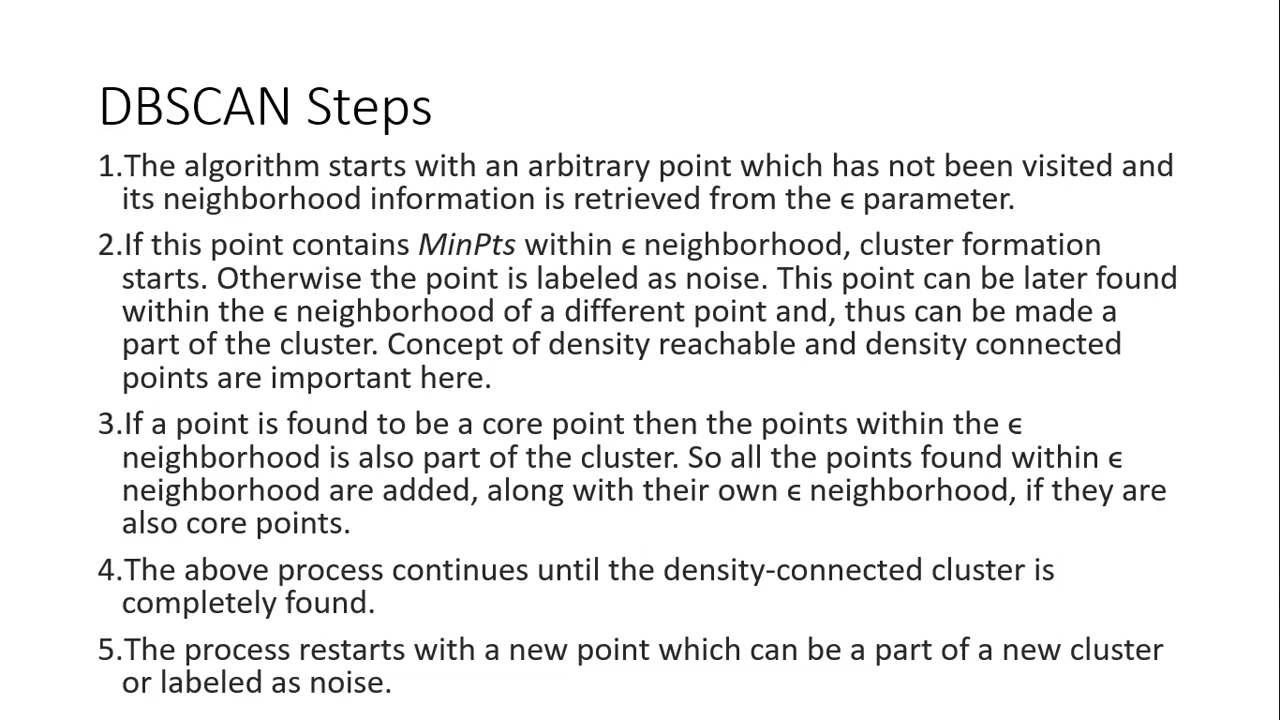 DBSCAN Steps
1.The algorithm starts with an arbitrary point which has not been visited and
its neighborhood information is retrieved from the ϵ parameter.
2.If this point contains MinPts within ϵ neighborhood, cluster formation
starts. Otherwise the point is labeled as noise. This point can be later found
within the ϵ neighborhood of a different point and, thus can be made a
part of the cluster. Concept of density reachable and density connected
points are important here.
3.If a point is found to be a core point then the points within the ϵ
neighborhood is also part of the cluster. So all the points found within ϵ
neighborhood are added, along with their own ϵ neighborhood, if they are
also core points.
4.The above process continues until the density-connected cluster is
completely found.
5.The process restarts with a new point which can be a part of a new cluster
or labeled as noise.